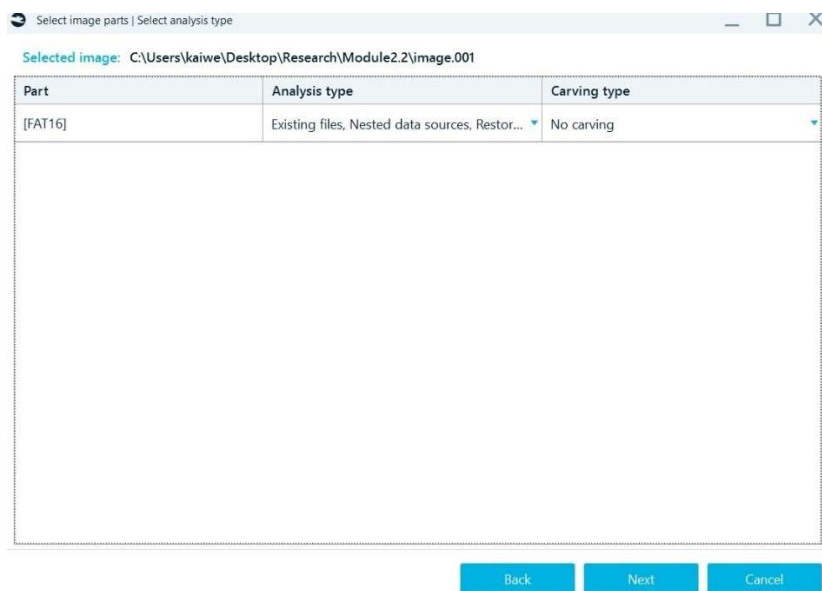 Select image parts | Select analysis type
Selected image: C:\Users\kaiwe\Desktop\Research\Module2.2\image.001
Part Analysis type Carving type
[FAT16] Existing files, Nested data sources, Restor... No carving
Back Next Cancel